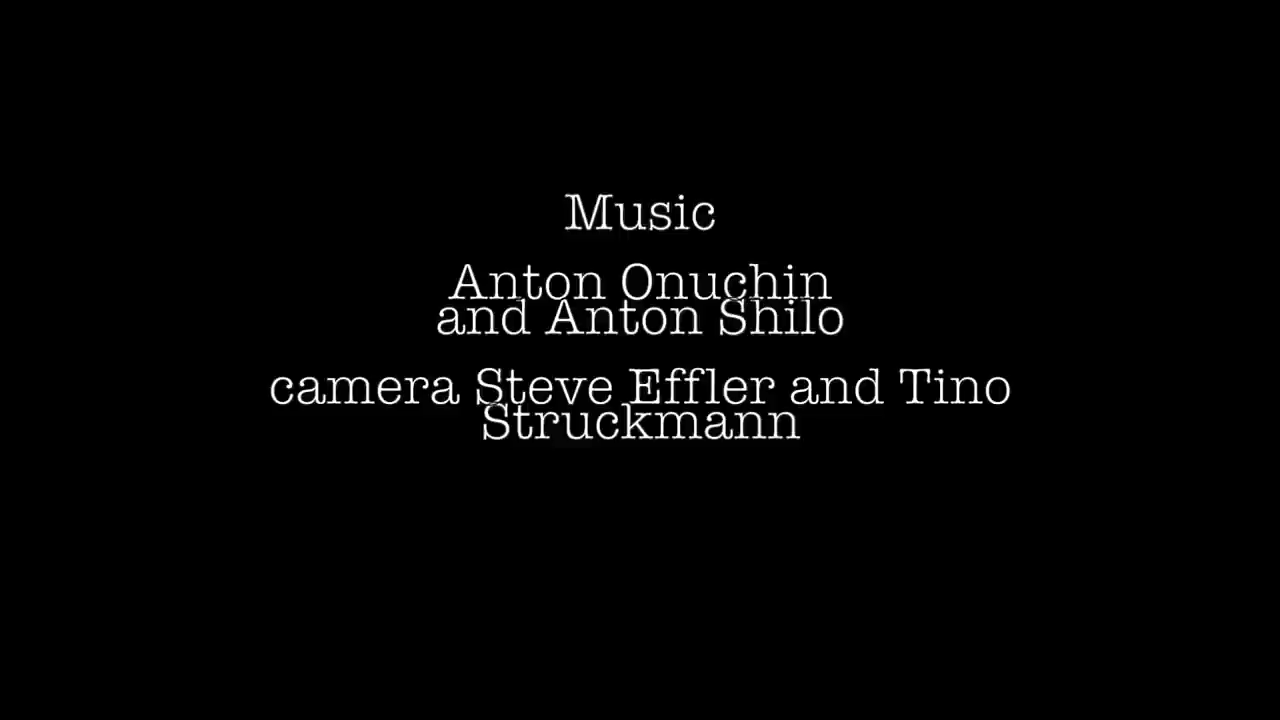 Music
Anton Onuchin
and Anton Shilo
camera Steve Effler and Tino
Struckmann